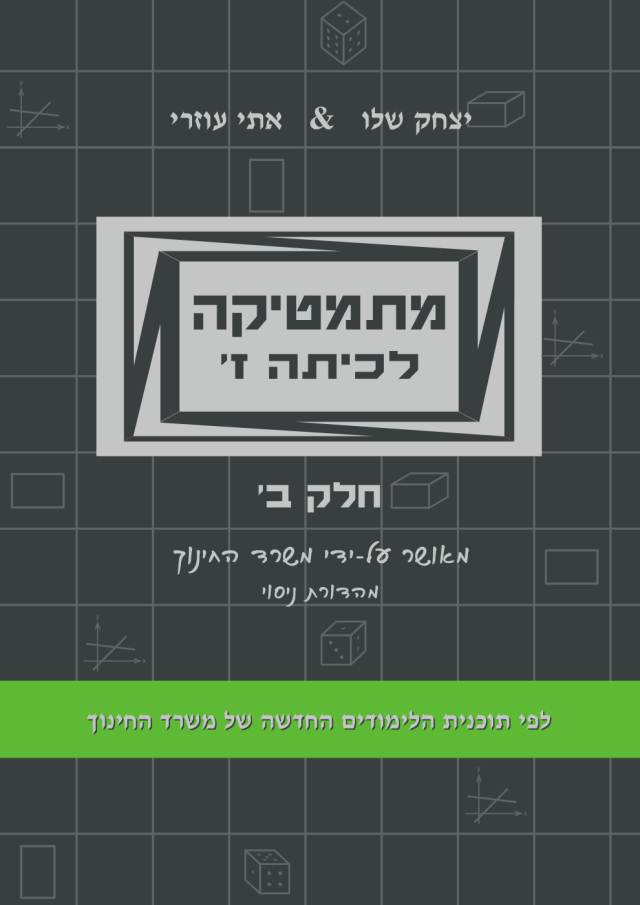 יצחק שלו & אתי עוזרי
מתמטיקה
לכיתה ז'
חלק ב'
מאושר על-ידי משרד החינוך
מהדורת ניסוי
לפי תוכנית הלימודים החדשה של משרד החינוך